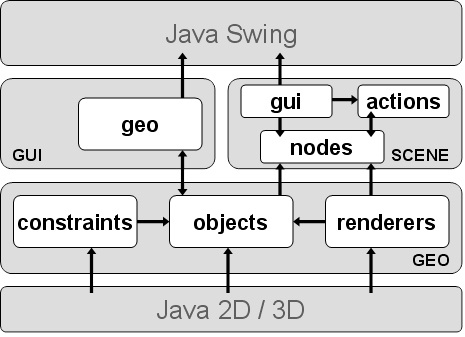 Java Swing
gui
actions
geo
nodes
GUI
SCENE
constraints
objects
renderers
GEO
Java 2D / 3D